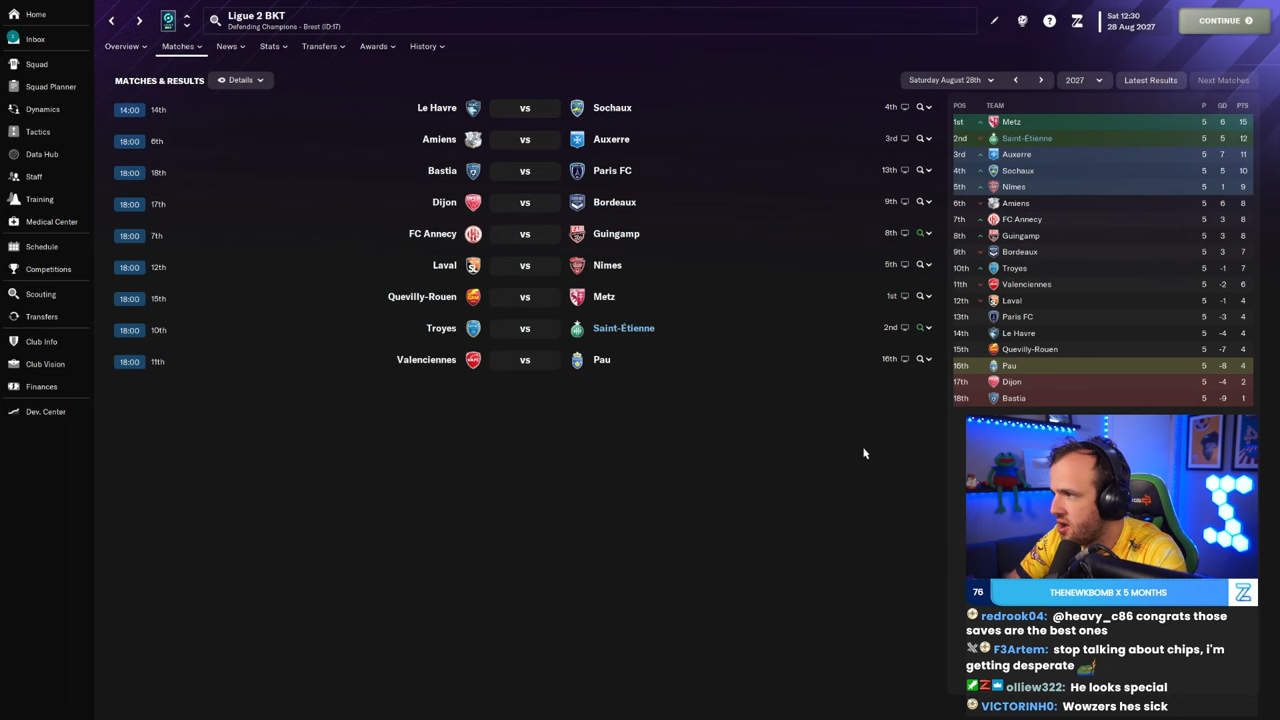 Home
Inbox
Squad
Squad Planner
Dynamics
Tactics
Data Hub
Staff
Training
Medical Center
Schedule
Competitions
Scouting
Transfers
Club Info
Club Vision
Finances
Dev. Center
Ligue 2 BKT
Defending Champions - Brest (ID:17)
Sat 12:30
28 Aug 2027
CONTINUE
Overview Matches News Stats Transfers Awards History
MATCHES & RESULTS Details
Saturday August 28th 2027 Latest Results Next Matches
14:00 14th Le Havre vs Sochaux 4th
18:00 6th Amiens vs Auxerre 3rd
18:00 18th Bastia vs Paris FC 13th
18:00 17th Dijon vs Bordeaux 9th
18:00 7th FC Annecy vs Guingamp 8th
18:00 12th Laval vs Nîmes 5th
18:00 15th Quevilly-Rouen vs Metz 1st
18:00 10th Troyes vs Saint-Étienne 2nd
18:00 11th Valenciennes vs Pau 16th
POS TEAM P GD PTS
1st Metz 5 6 15
2nd Saint-Étienne 5 5 12
3rd Auxerre 5 7 11
4th Sochaux 5 5 10
5th Nîmes 5 1 9
6th Amiens 5 6 8
7th FC Annecy 5 3 8
8th Guingamp 5 3 8
9th Bordeaux 5 3 7
10th Troyes 5 -1 7
11th Valenciennes 5 -2 6
12th Laval 5 -1 4
13th Paris FC 5 -3 4
14th Le Havre 5 -4 4
15th Quevilly-Rouen 5 -7 4
16th Pau 5 -8 4
17th Dijon 5 -4 2
18th Bastia 5 -9 1
76 THENEWKBOMB X 5 MONTHS
redrook04: @heavy_c86 congrats those
saves are the best ones
F3Artem: stop talking about chips, i'm
getting desperate
olliew322: He looks special
VICTORINH0: Wowzers hes sick